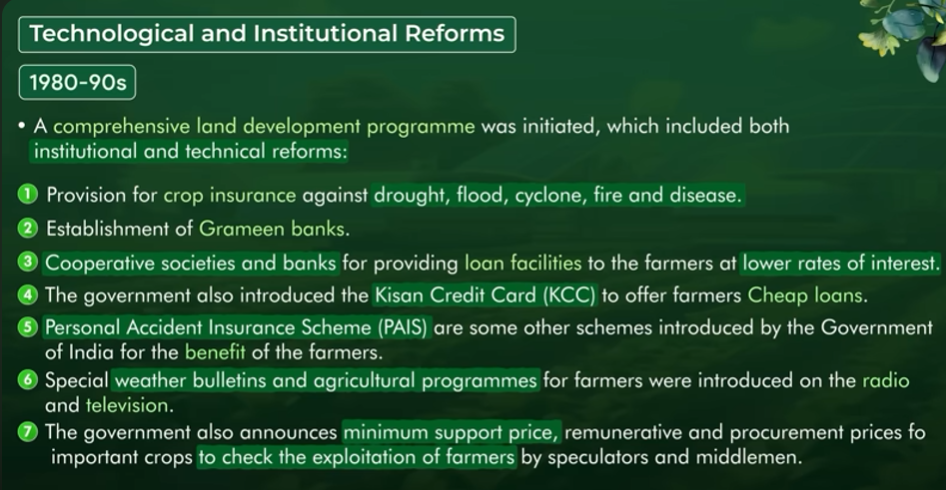 Technological and Institutional Reforms
1980-90s
• A comprehensive land development programme was initiated, which included both
institutional and technical reforms:
1 Provision for crop insurance against drought, flood, cyclone, fire and disease.
2 Establishment of Grameen banks.
3 Cooperative societies and banks for providing loan facilities to the farmers at lower rates of interest.
4 The government also introduced the Kisan Credit Card (KCC) to offer farmers Cheap loans.
5 Personal Accident Insurance Scheme (PAIS) are some other schemes introduced by the Government
of India for the benefit of the farmers.
6 Special weather bulletins and agricultural programmes for farmers were introduced on the radio
and television.
7 The government also announces minimum support price, remunerative and procurement prices fo
important crops to check the exploitation of farmers by speculators and middlemen.